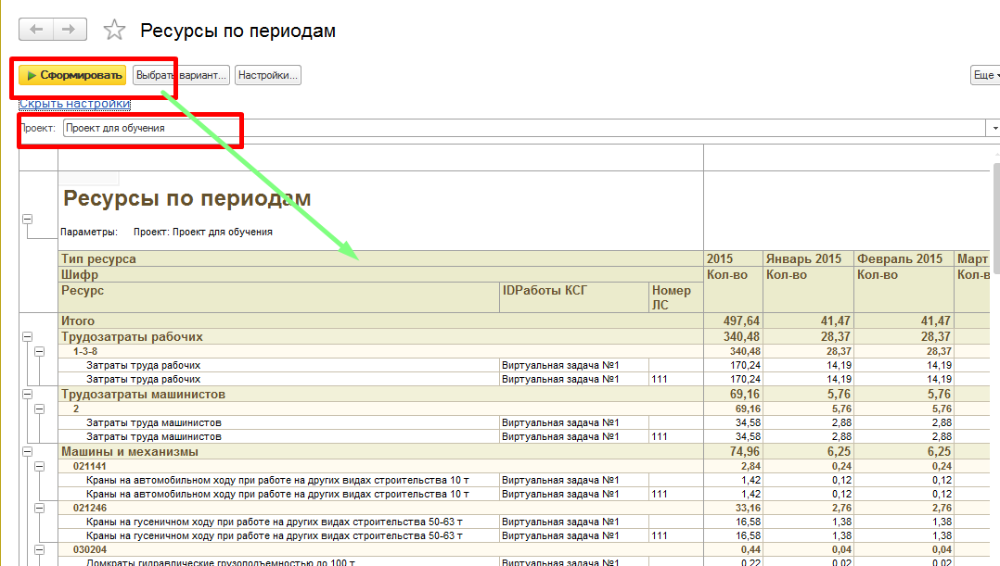 Ресурсы по периодам
Сформировать Выбрать вариант... Настройки... Еще
Скрыть настройки
Проект: Проект для обучения
Ресурсы по периодам
Параметры: Проект: Проект для обучения
Тип ресурса 2015 Январь 2015 Февраль 2015 Март
Шифр Кол-во Кол-во Кол-во Кол-в
Ресурс IDРаботы КСГ Номер
ЛС
Итого 497,64 41,47 41,47
Трудозатраты рабочих 340,48 28,37 28,37
1-3-8 340,48 28,37 28,37
Затраты труда рабочих Виртуальная задача №1 170,24 14,19 14,19
Затраты труда рабочих Виртуальная задача №1 111 170,24 14,19 14,19
Трудозатраты машинистов 69,16 5,76 5,76
2 69,16 5,76 5,76
Затраты труда машинистов Виртуальная задача №1 34,58 2,88 2,88
Затраты труда машинистов Виртуальная задача №1 111 34,58 2,88 2,88
Машины и механизмы 74,96 6,25 6,25
021141 2,84 0,24 0,24
Краны на автомобильном ходу при работе на других видах строительства 10 т Виртуальная задача №1 1,42 0,12 0,12
Краны на автомобильном ходу при работе на других видах строительства 10 т Виртуальная задача №1 111 1,42 0,12 0,12
021246 33,16 2,76 2,76
Краны на гусеничном ходу при работе на других видах строительства 50-63 т Виртуальная задача №1 16,58 1,38 1,38
Краны на гусеничном ходу при работе на других видах строительства 50-63 т Виртуальная задача №1 111 16,58 1,38 1,38
030204 0,44 0,04 0,04
Домкраты гидравлические грузоподъемностью до 100 т Виртуальная задача №1 0,22 0,02 0,02